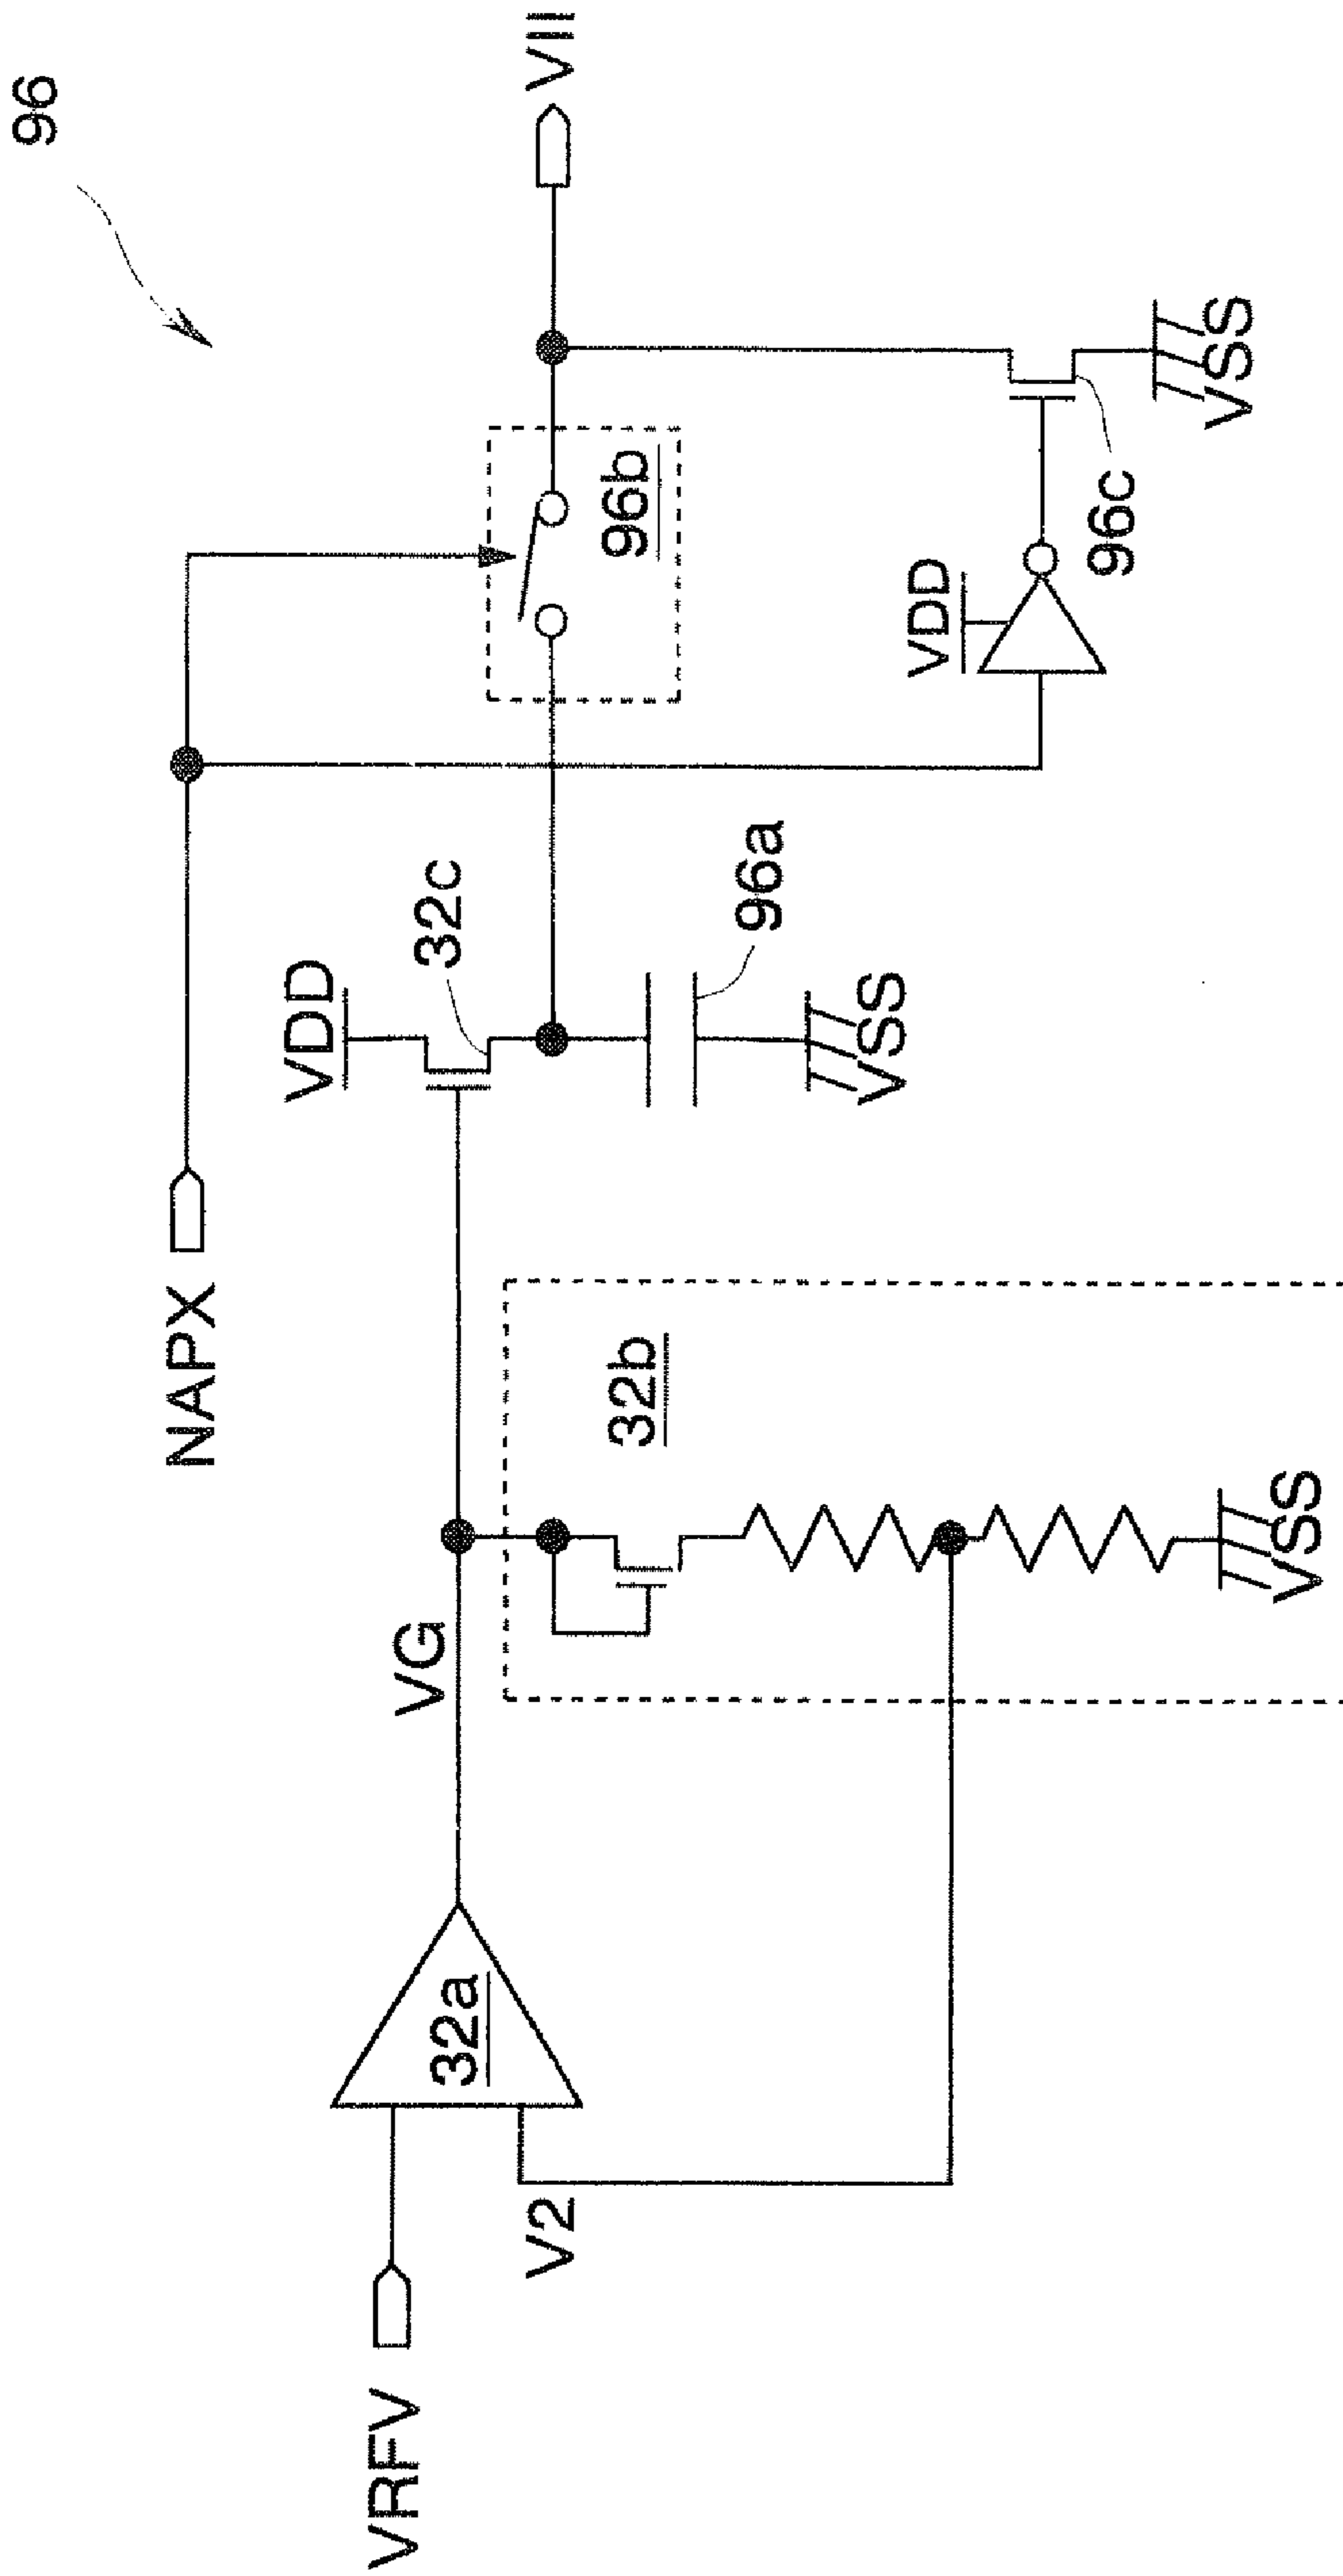 96
NAPX
VDD
32c
VII
96b
VRFV
32a
VG
V2
32b
96a
VSS
VDD
96c
VSS
VSS